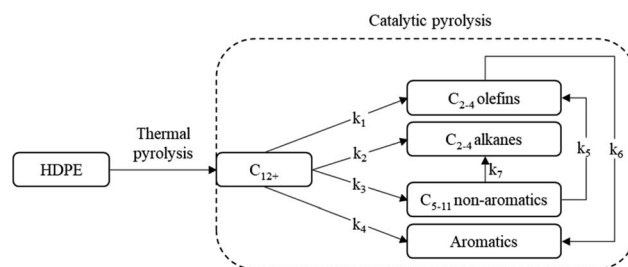 Catalytic pyrolysis
C₂₋₄ olefins
k₁
Thermal
pyrolysis
C₂₋₄ alkanes
k₂
k₅
k₆
HDPE
C₁₂₊
k₇
k₃
C₅₋₁₁ non-aromatics
k₄
Aromatics